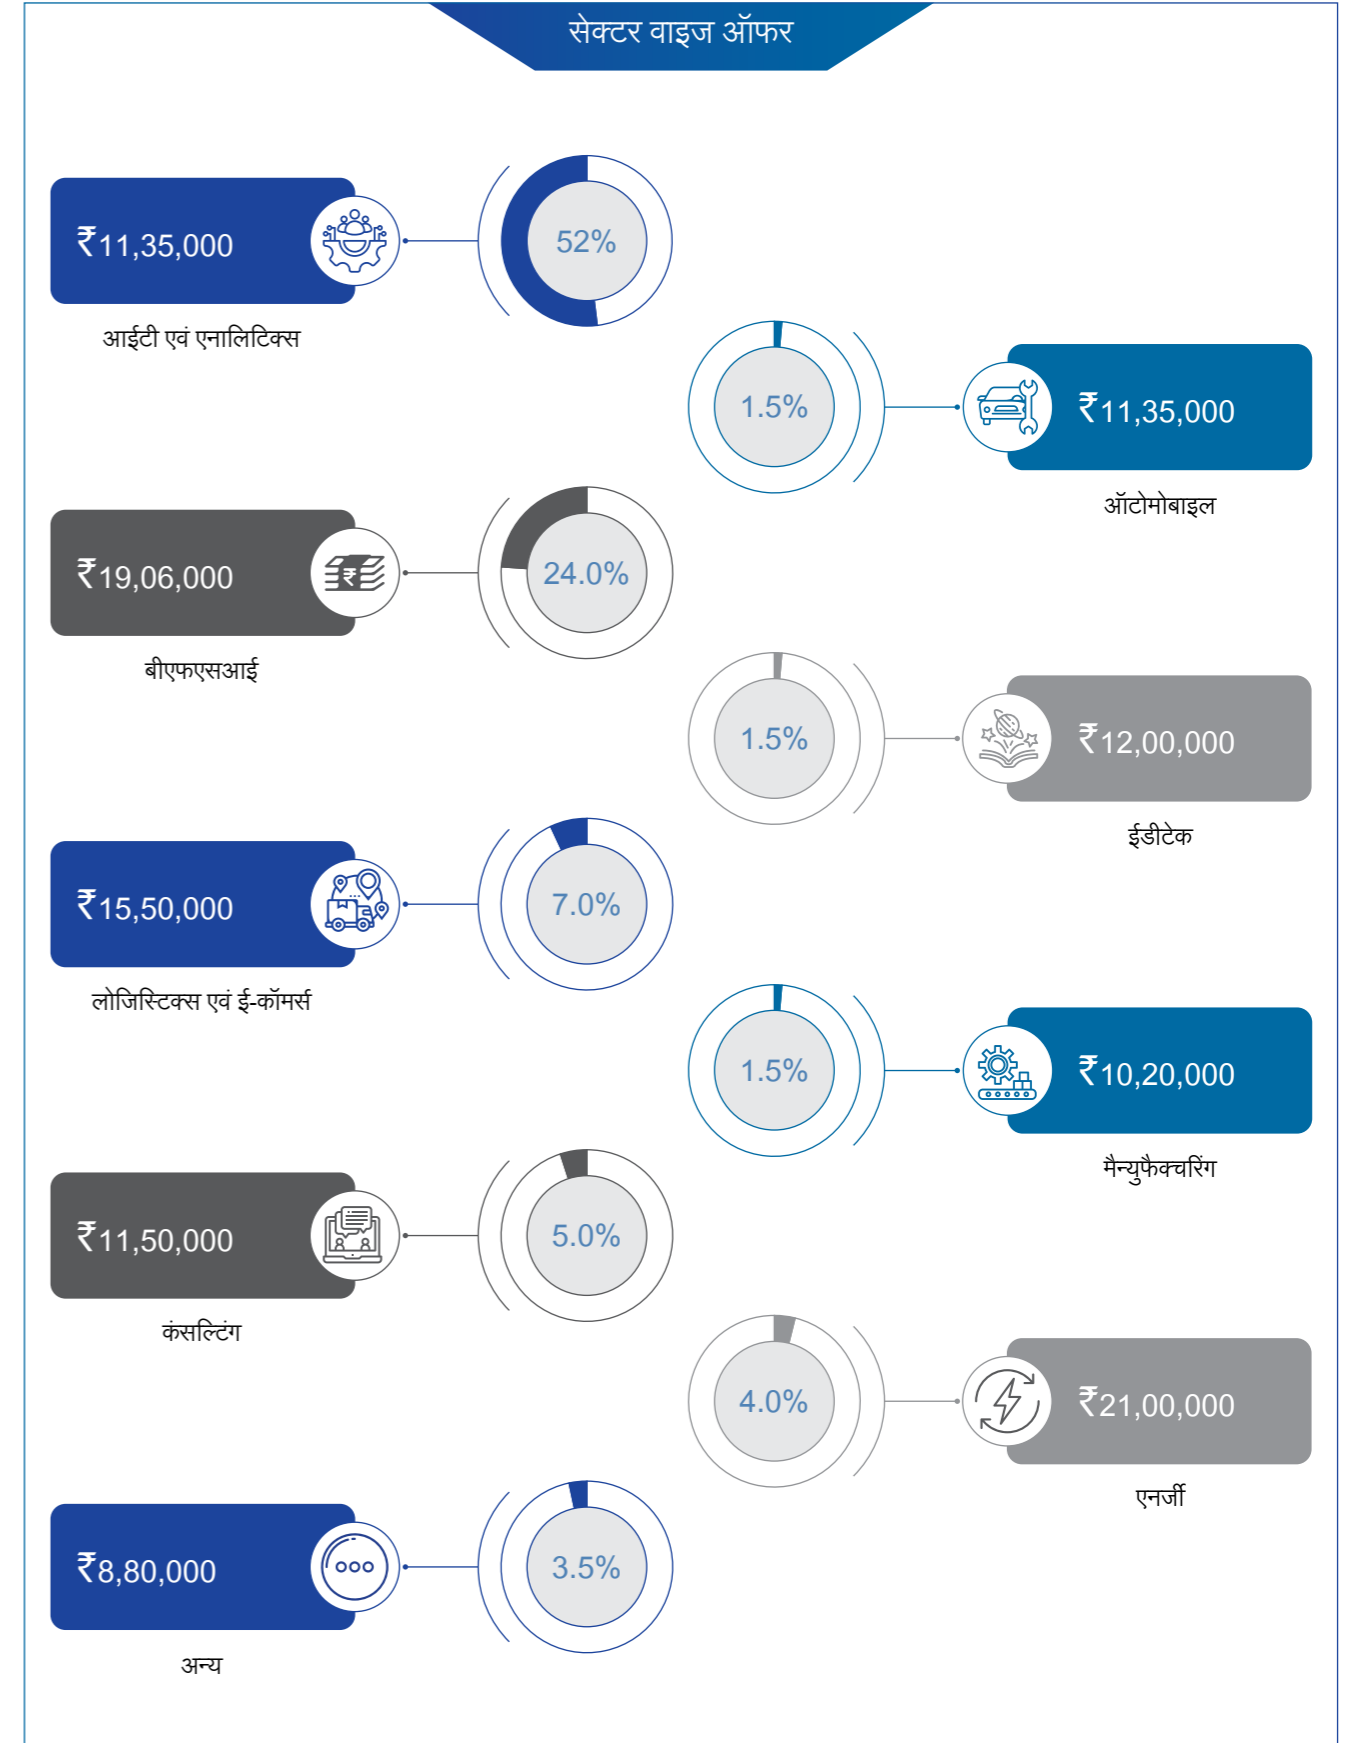 सेक्टर वाइज ऑफर
₹11,35,000
52%
आईटी एवं एनालिटिक्स
1.5%
₹11,35,000
ऑटोमोबाइल
₹19,06,000
24.0%
बीएफएसआई
1.5%
₹12,00,000
ईडीटेक
₹15,50,000
7.0%
लोजिस्टिक्स एवं ई-कॉमर्स
1.5%
₹10,20,000
मैन्युफैक्चरिंग
₹11,50,000
5.0%
कंसल्टिंग
4.0%
₹21,00,000
एनर्जी
₹8,80,000
3.5%
अन्य